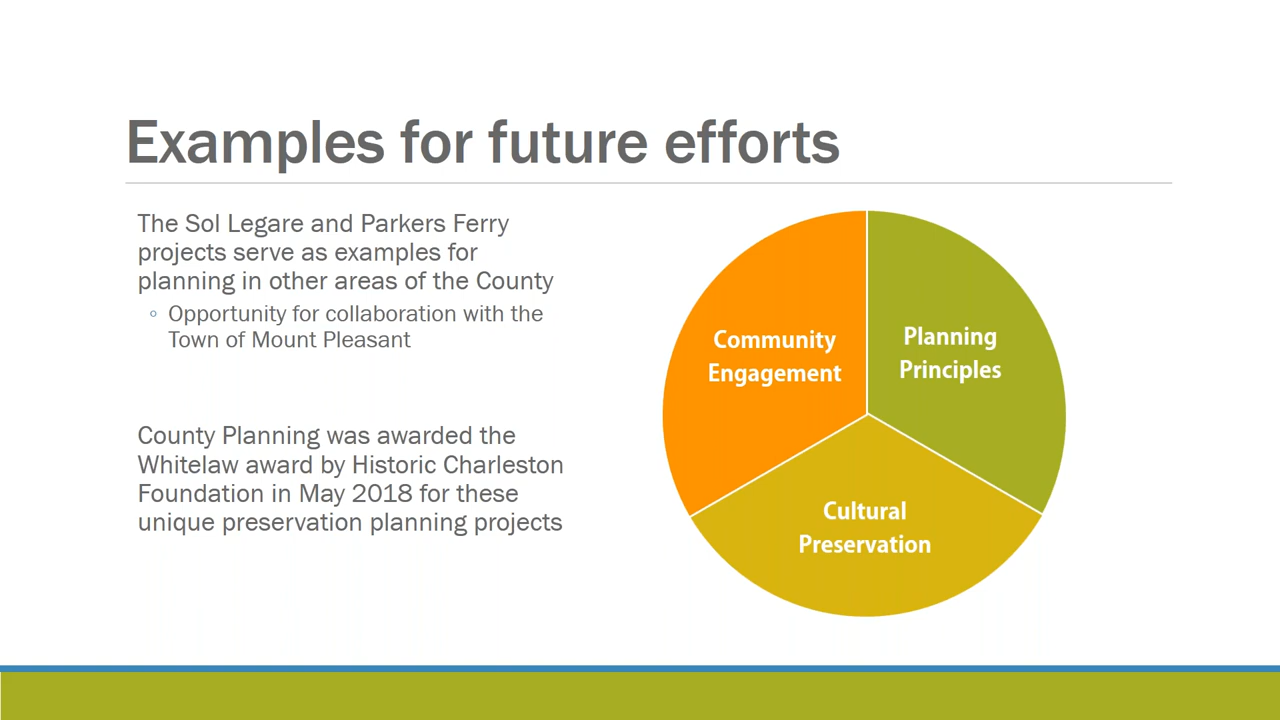 Examples for future efforts
The Sol Legare and Parkers Ferry
projects serve as examples for
planning in other areas of the County
◦ Opportunity for collaboration with the
Town of Mount Pleasant
County Planning was awarded the
Whitelaw award by Historic Charleston
Foundation in May 2018 for these
unique preservation planning projects
Community
Engagement
Planning
Principles
Cultural
Preservation